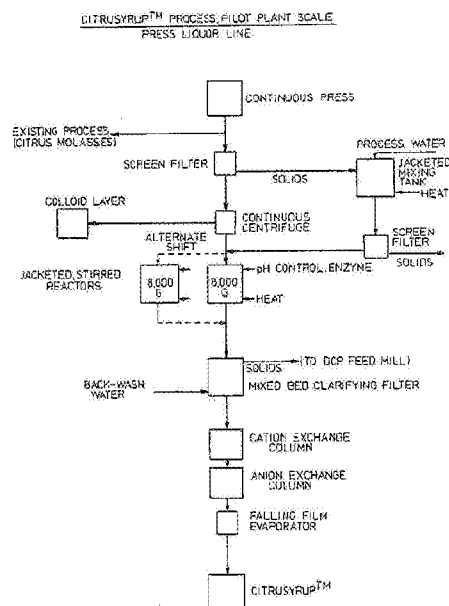 CITRUSYRUP™ PROCESS, PILOT PLANT SCALE
PRESS LIQUOR LINE
CONTINUOUS PRESS
EXISTING PROCESS
(CITRUS MOLASSES)
PROCESS WATER
SCREEN FILTER
SOLIDS
JACKETED
MIXING
TANK
HEAT
COLLOID LAYER
CONTINUOUS
CENTRIFUGE
SCREEN
FILTER
SOLIDS
ALTERNATE
SHIFT
JACKETED, STIRRED
REACTORS
8,000
G
8,000
G
pH CONTROL, ENZYME
HEAT
SOLIDS
(TO DCP FEED MILL)
BACK-WASH
WATER
MIXED BED CLARIFYING FILTER
CATION EXCHANGE
COLUMN
ANION EXCHANGE
COLUMN
FALLING FILM
EVAPORATOR
CITRUSYRUP™